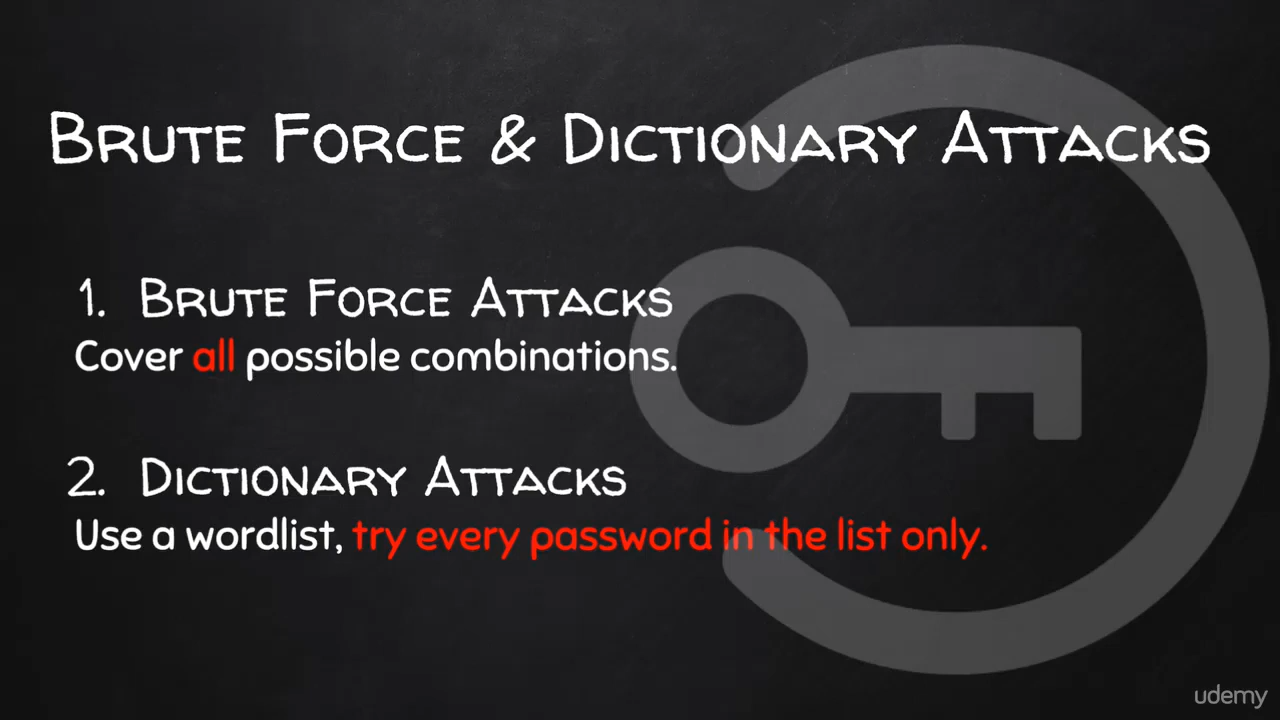 Brute Force & Dictionary Attacks
1. Brute Force Attacks
Cover all possible combinations.
2. Dictionary Attacks
Use a wordlist, try every password in the list only.
udemy